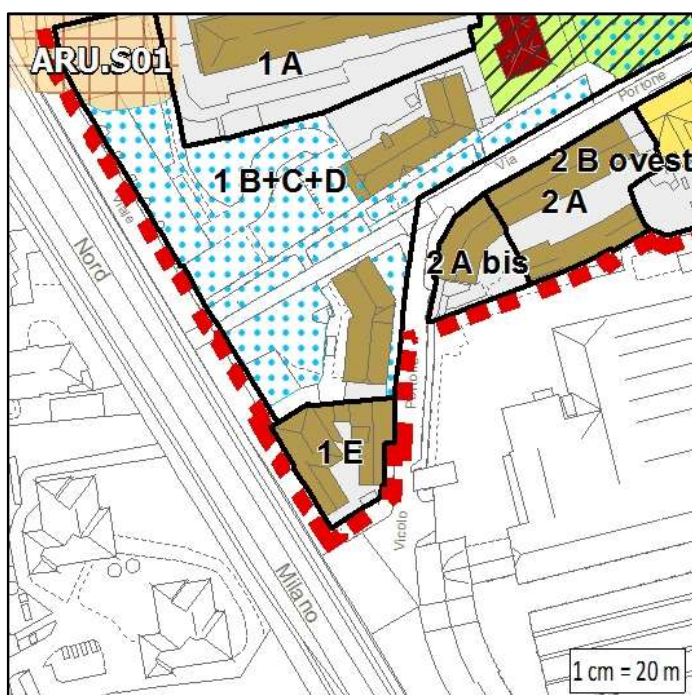 ARU.S01
1 A
Portone
Via
2 B ovest
1 B+C+D
2 A
Viale
Nord
2 A bis
Portone
1 E
Vicolo
Milano
1 cm = 20 m